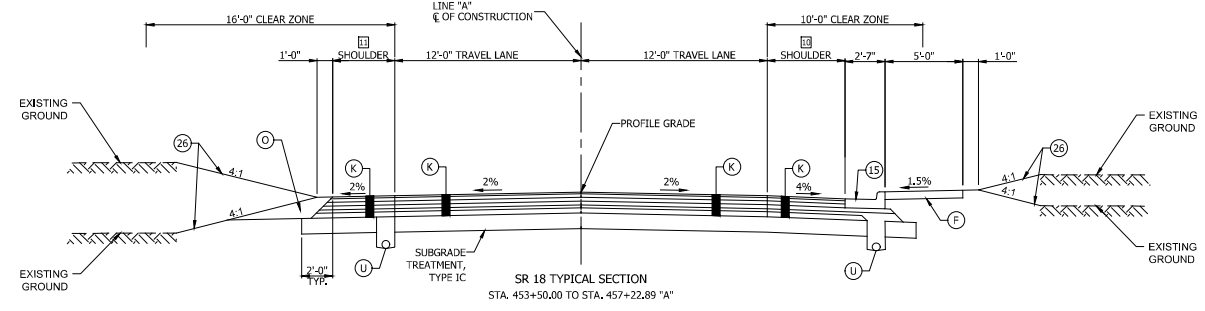 LINE "A"
℄ OF CONSTRUCTION
16'-0" CLEAR ZONE
10'-0" CLEAR ZONE
11
10
1'-0"
SHOULDER
12'-0" TRAVEL LANE
12'-0" TRAVEL LANE
SHOULDER
2'-7"
5'-0"
1'-0"
EXISTING
GROUND
26
O
PROFILE GRADE
EXISTING
GROUND
26
4:1
K
2%
K
2%
2%
K
K
4%
15
1.5%
4:1
4:1
4:1
F
EXISTING
GROUND
2'-0"
TYP.
U
SUBGRADE
TREATMENT,
TYPE IC
U
EXISTING
GROUND
SR 18 TYPICAL SECTION
STA. 453+50.00 TO STA. 457+22.89 "A"